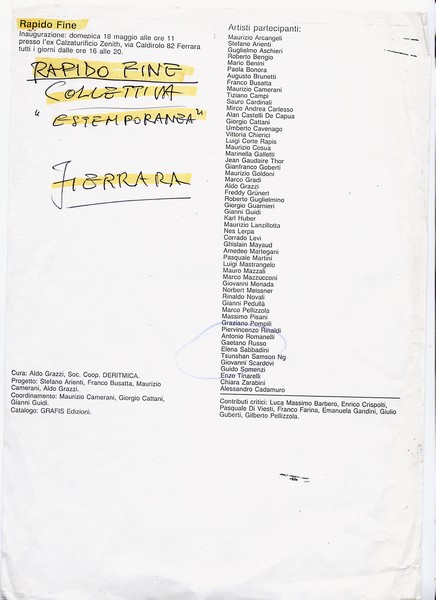 Rapido Fine
Inaugurazione: domenica 18 maggio alle ore 11
presso l'ex Calzaturificio Zenith, via Caldirolo 82 Ferrara
tutti i giorni dalle ore 16 alle 20.
RAPIDO FINE
COLLETTIVA
"ESTEMPORANEA"
FERRARA
Cura: Aldo Grazzi, Soc. Coop. DERITMICA.
Progetto: Stefano Arienti, Franco Busatta, Maurizio
Camerani, Aldo Grazzi.
Coordinamento: Maurizio Camerani, Giorgio Cattani,
Gianni Guidi.
Catalogo: GRAFIS Edizioni.
Artisti partecipanti:
Maurizio Arcangeli
Stefano Arienti
Guglielmo Aschieri
Roberto Bengio
Mario Benini
Paola Bonora
Augusto Brunetti
Franco Busatta
Maurizio Camerani
Tiziano Campi
Sauro Cardinali
Mirco Andrea Carlesso
Alan Castelli De Capua
Giorgio Cattani
Umberto Cavenago
Vittoria Chierici
Luigi Corte Rapis
Maurizio Cosua
Marinella Galletti
Jean Gaudaire Thor
Gianfranco Goberti
Maurizio Goldoni
Marco Gradi
Aldo Grazzi
Freddy Grünert
Roberto Guglielmino
Giorgio Guarnieri
Gianni Guidi
Karl Huber
Maurizio Lanzillotta
Nes Lerpa
Corrado Levi
Ghislain Mayaud
Amedeo Martegani
Pasquale Martini
Luigi Mastrangelo
Mauro Mazzali
Marco Mazzucconi
Giovanni Menada
Norbert Meissner
Rinaldo Novali
Gianni Pedullà
Marco Pellizzola
Massimo Pisani
Graziano Pompili
Piervincenzo Rinaldi
Antonio Romanelli
Gaetano Russo
Elena Sabbadini
Tsunshan Samson Ng
Giovanni Scardovi
Guido Somenzi
Enzo Tinarelli
Chiara Zarabini
Alessandro Cadamuro
Contributi critici: Luca Massimo Barbero, Enrico Crispolti,
Pasquale Di Viesti, Franco Farina, Emanuela Gandini, Giulio
Guberti, Gilberto Pellizzola.